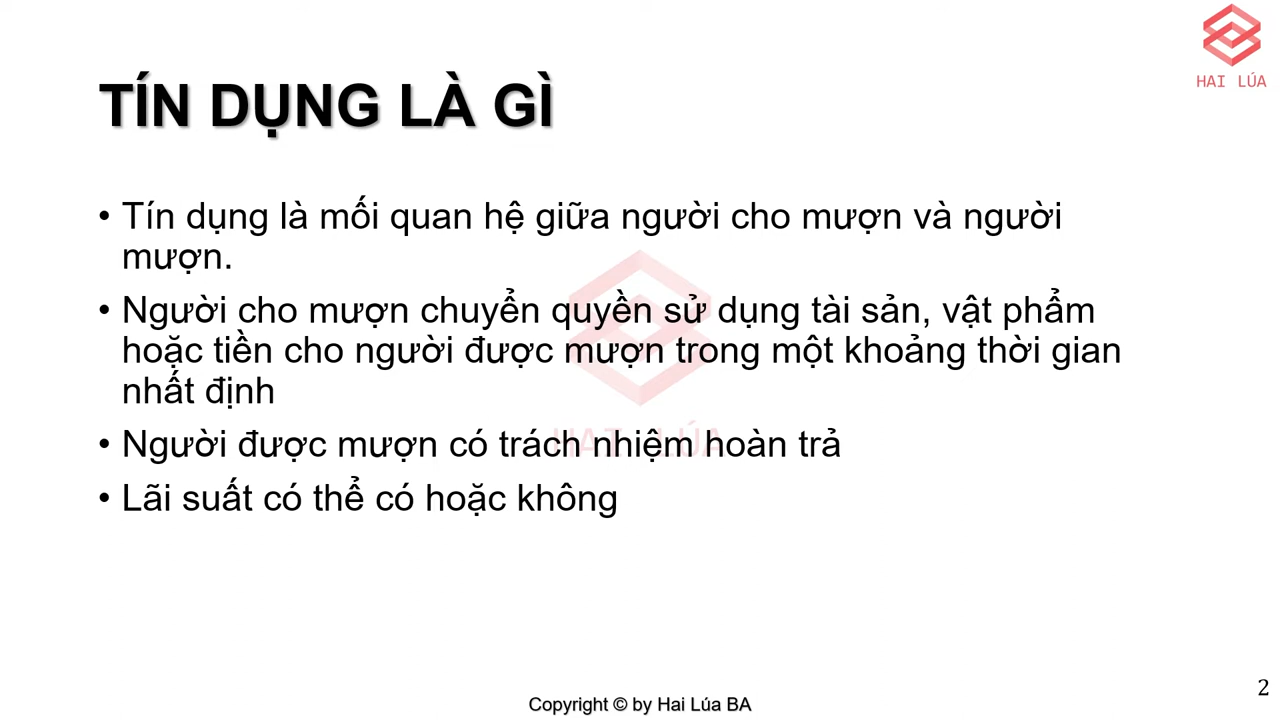 HAI LÚA
TÍN DỤNG LÀ GÌ
• Tín dụng là mối quan hệ giữa người cho mượn và người
mượn.
• Người cho mượn chuyển quyền sử dụng tài sản, vật phẩm
hoặc tiền cho người được mượn trong một khoảng thời gian
nhất định
• Người được mượn có trách nhiệm hoàn trả
HAI LÚA
• Lãi suất có thể có hoặc không
Copyright © by Hai Lúa BA
2